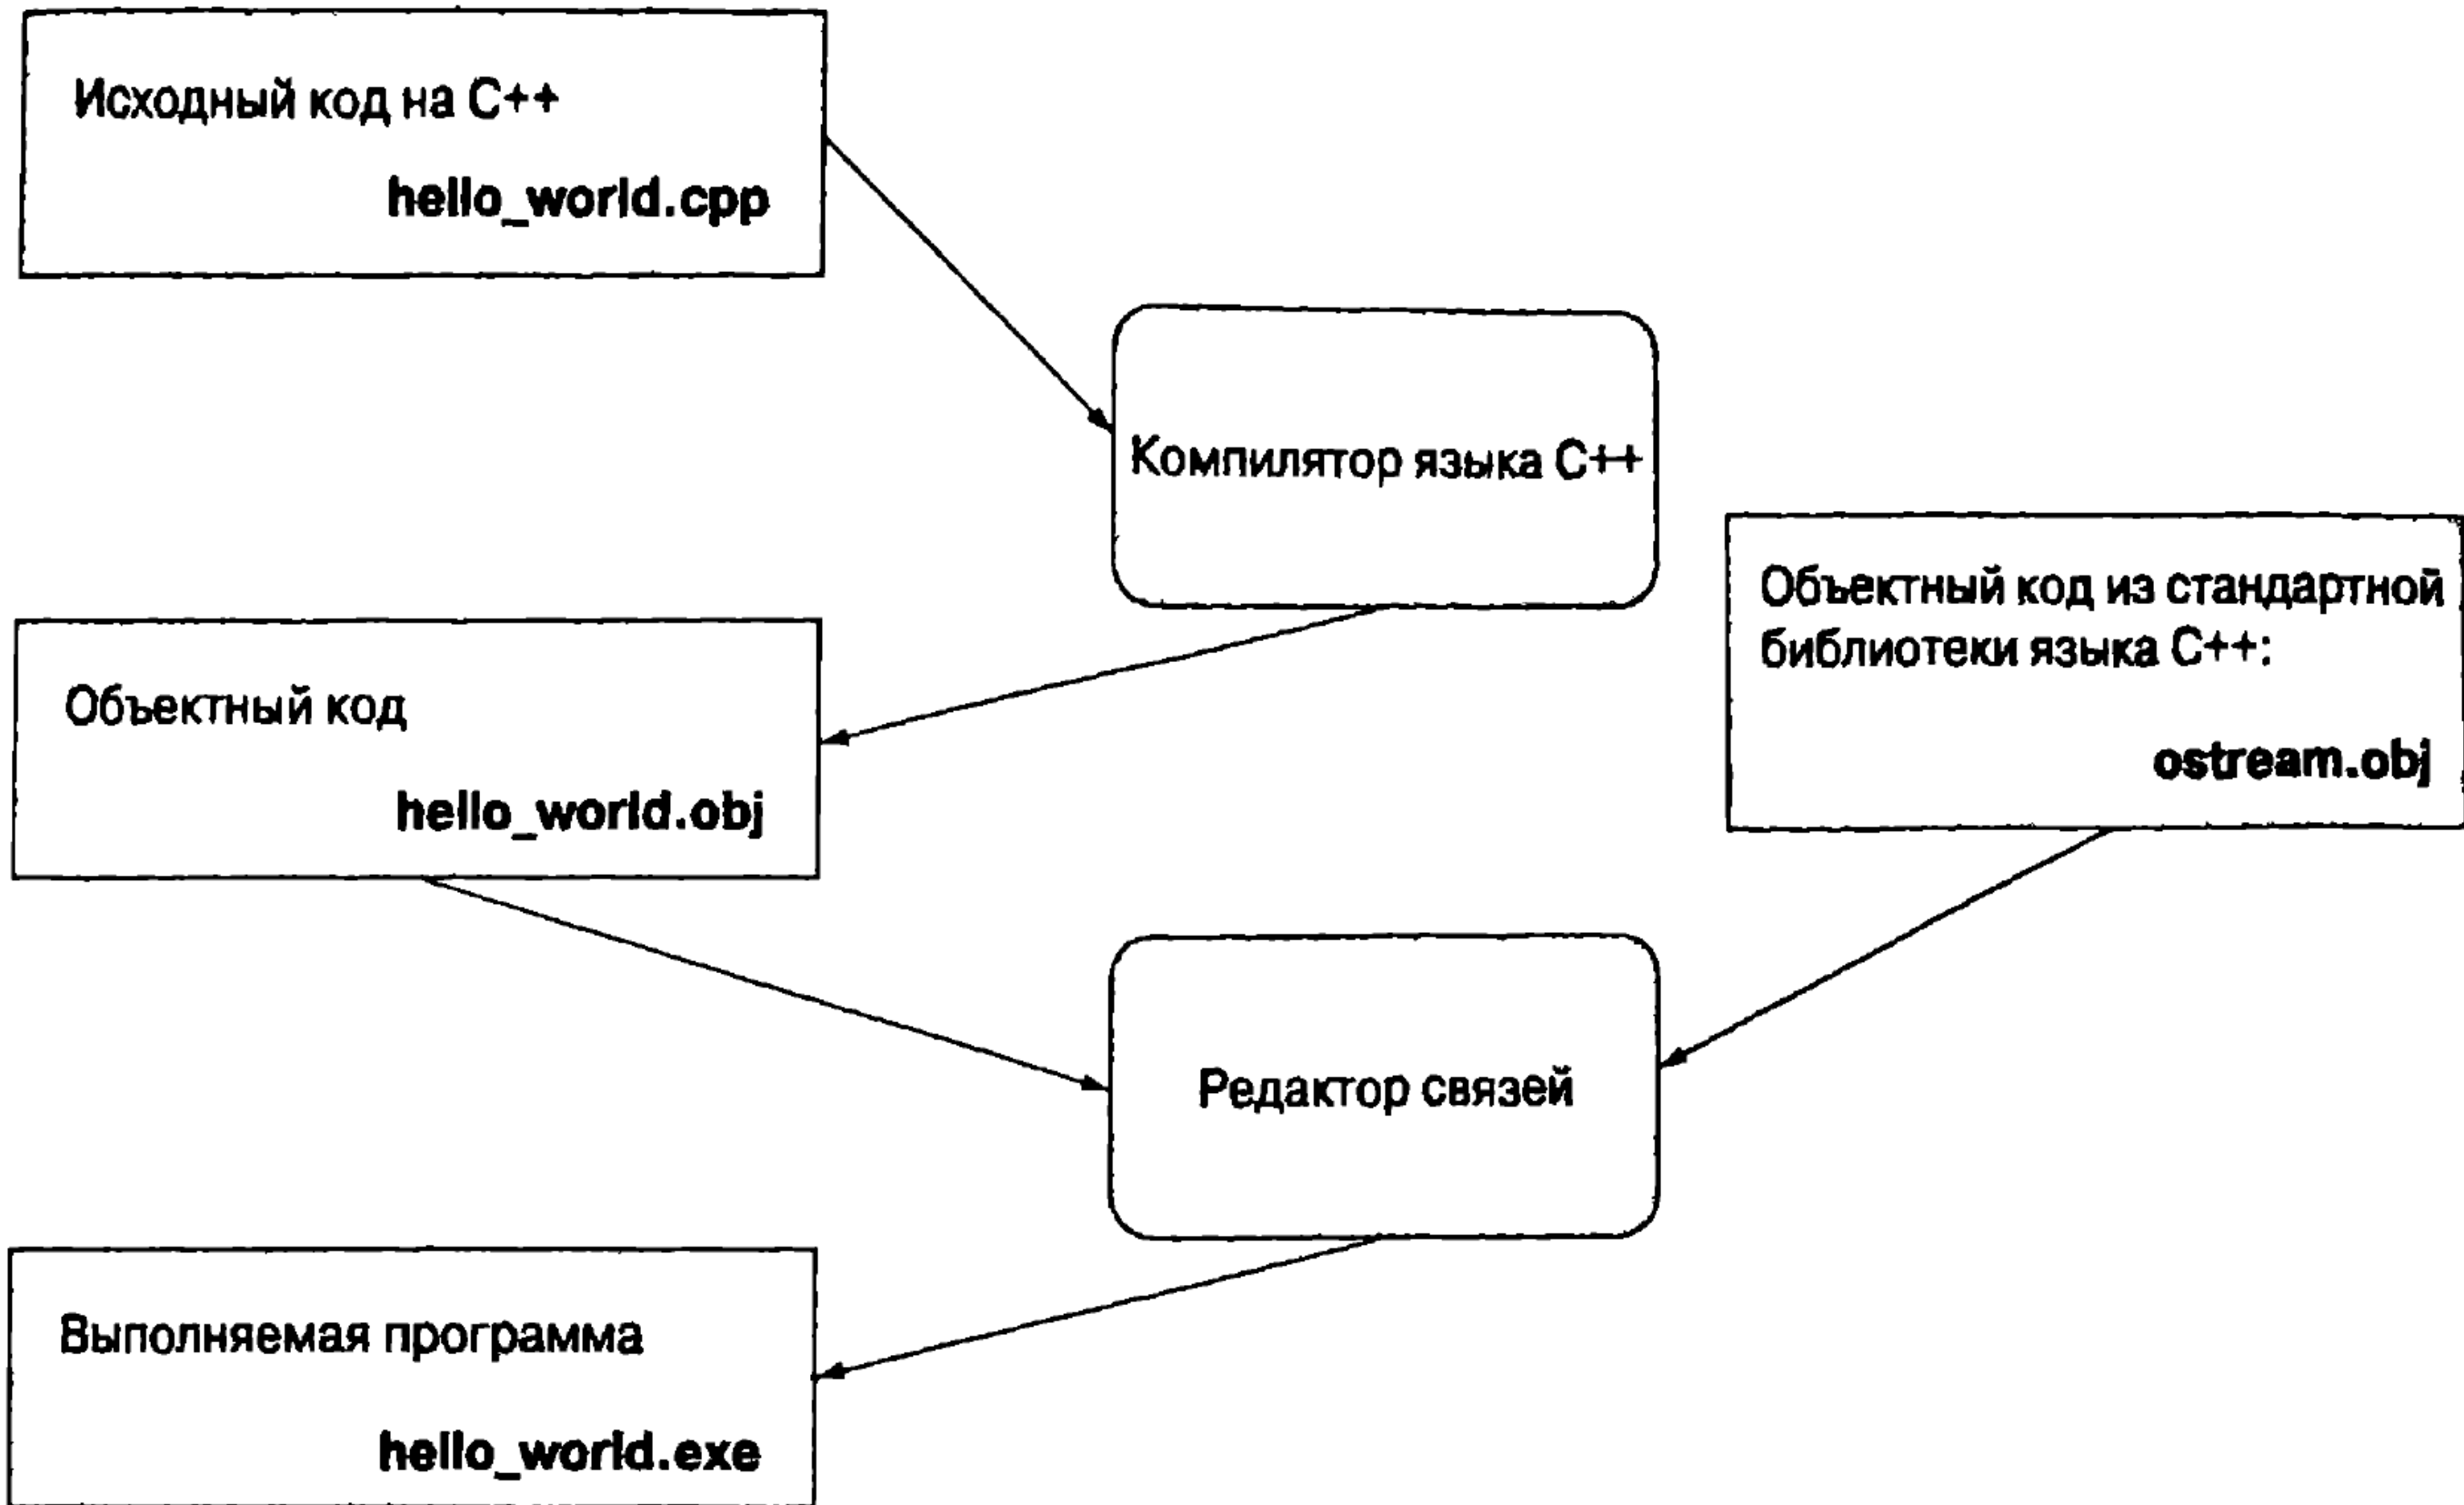 Исходный код на C++
hello_world.cpp
Компилятор языка C++
Объектный код из стандартной
библиотеки языка C++:
ostream.obj
Объектный код
hello_world.obj
Редактор связей
Выполняемая программа
hello_world.exe